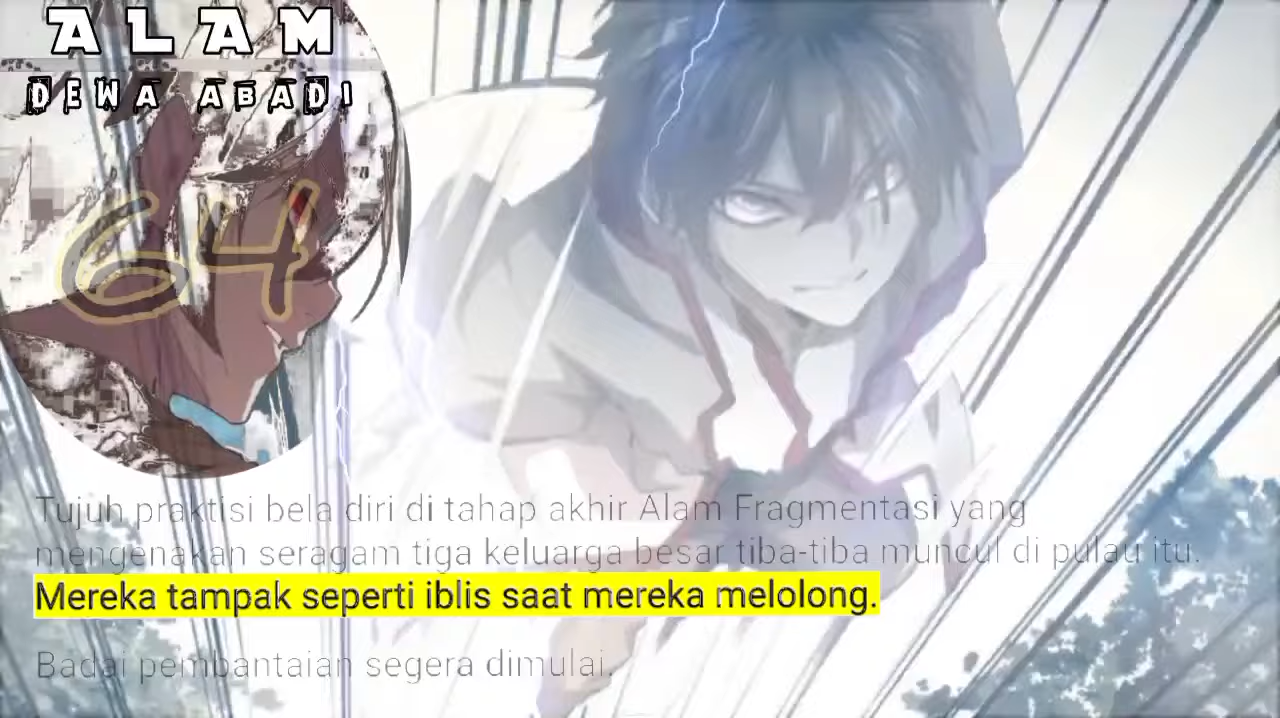 ALAM
DEWA ABADI
64
Tujuh praktisi bela diri di tahap akhir Alam Fragmentasi yang
mengenakan seragam tiga keluarga besar tiba-tiba muncul di pulau itu.
Mereka tampak seperti iblis saat mereka melolong.
Badai pembantaian segera dimulai.